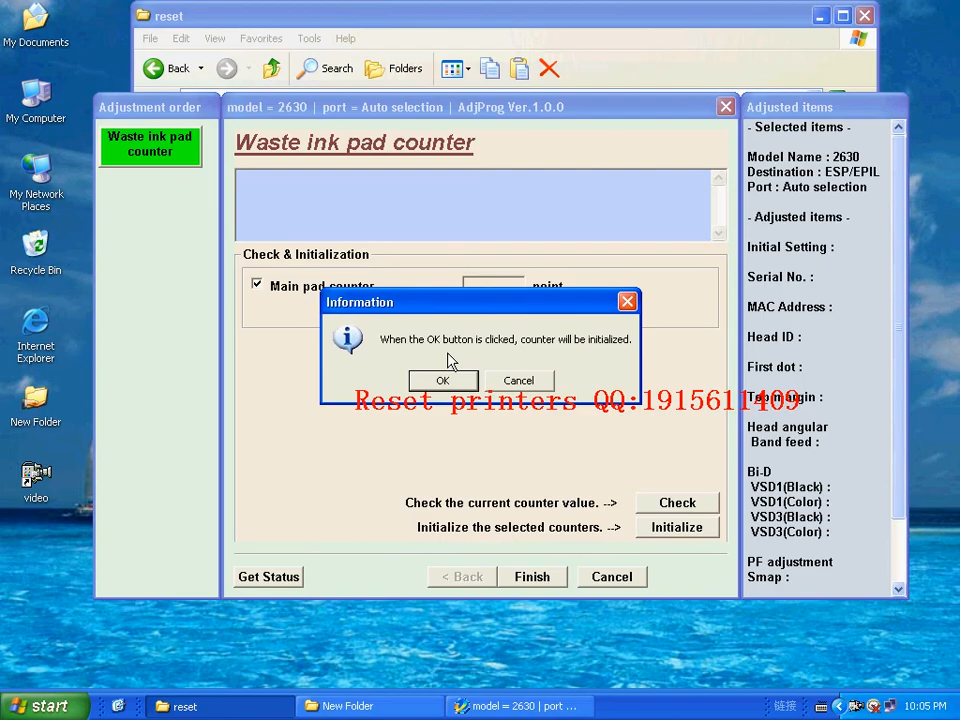 My Documents
My Computer
My Network
Places
Recycle Bin
Internet
Explorer
New Folder
video
reset
File Edit View Favorites Tools Help
Back Search Folders
Adjustment order
Waste ink pad
counter
model = 2630 | port = Auto selection | AdjProg Ver.1.0.0
Waste ink pad counter
Check & Initialization
Main pad counter point
Information
When the OK button is clicked, counter will be initialized.
OK Cancel
Reset printers QQ:1915611409
Check the current counter value. --> Check
Initialize the selected counters. --> Initialize
Get Status < Back Finish Cancel
Adjusted items
- Selected items -
Model Name : 2630
Destination : ESP/EPIL
Port : Auto selection
- Adjusted items -
Initial Setting :
Serial No. :
MAC Address :
Head ID :
First dot :
Top margin :
Head angular
Band feed :
Bi-D
VSD1(Black) :
VSD1(Color) :
VSD3(Black) :
VSD3(Color) :
PF adjustment
Smap :
start reset New Folder model = 2630 | port ... 链接 10:05 PM